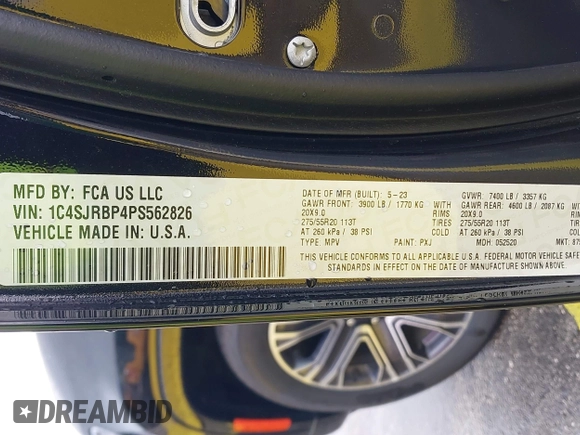 MFD BY: FCA US LLC
VIN: 1C4SJRBP4PS562826
VEHICLE MADE IN: U.S.A.
DATE OF MFR (BUILT): 5-23
GAWR FRONT: 3900 LB / 1770 KG WITH
20X9.0 RIMS
275/55R20 113T TIRES
AT 260 kPa / 38 PSI
TYPE: MPV PAINT: PXJ
GVWR: 7400 LB / 3357 KG
GAWR REAR: 4600 LB / 2087 KG WITH
20X9.0 RIMS
275/55R20 113T TIRES
AT 260 kPa / 38 PSI
MDH: 052520 MKT:
THIS VEHICLE CONFORMS TO ALL APPLICABLE U.S.A. FEDERAL MOTOR VEHICLE
STANDARDS IN EFFECT ON THE DATE OF MANUFACTURE SHOWN ABOVE.
DREAMBID